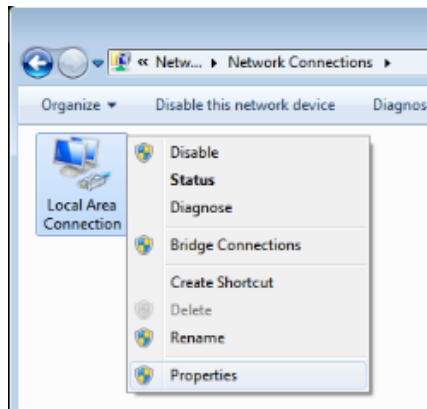 « Netw... ▸ Network Connections ▸
Organize ▾ Disable this network device Diagnos
Local Area
Connection
Disable
Status
Diagnose
Bridge Connections
Create Shortcut
Delete
Rename
Properties